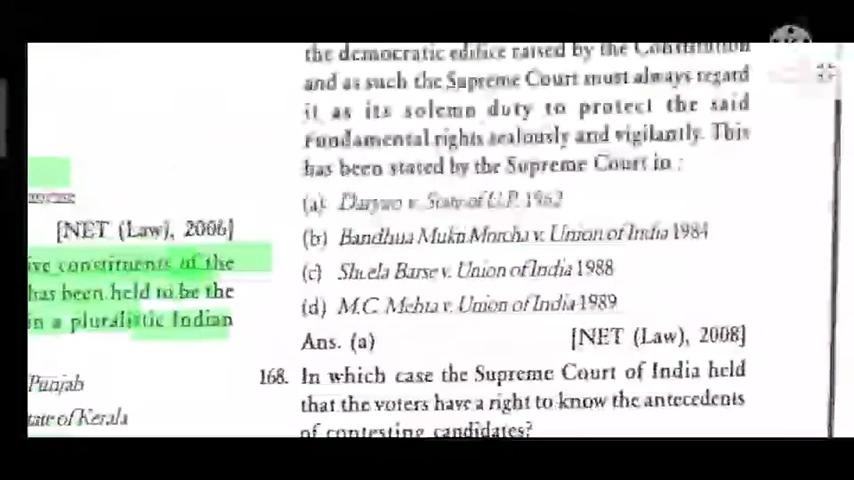 [NET (Law), 2006]
ive constituents of the
has been held to be the
in a pluralistic Indian
Punjab
tate of Kerala
the democratic edifice raised by the Constitution
and as such the Supreme Court must always regard
it as its solemn duty to protect the said
Fundamental rights zealously and vigilantly. This
has been stated by the Supreme Court in :
(a) Daryao v. State of U.P. 1962
(b) Bandhua Mukti Morcha v. Union of India 1984
(c) Sheela Barse v. Union of India 1988
(d) M.C. Mehta v. Union of India 1989
Ans. (a) [NET (Law), 2008]
168. In which case the Supreme Court of India held
that the voters have a right to know the antecedents
of contesting candidates?